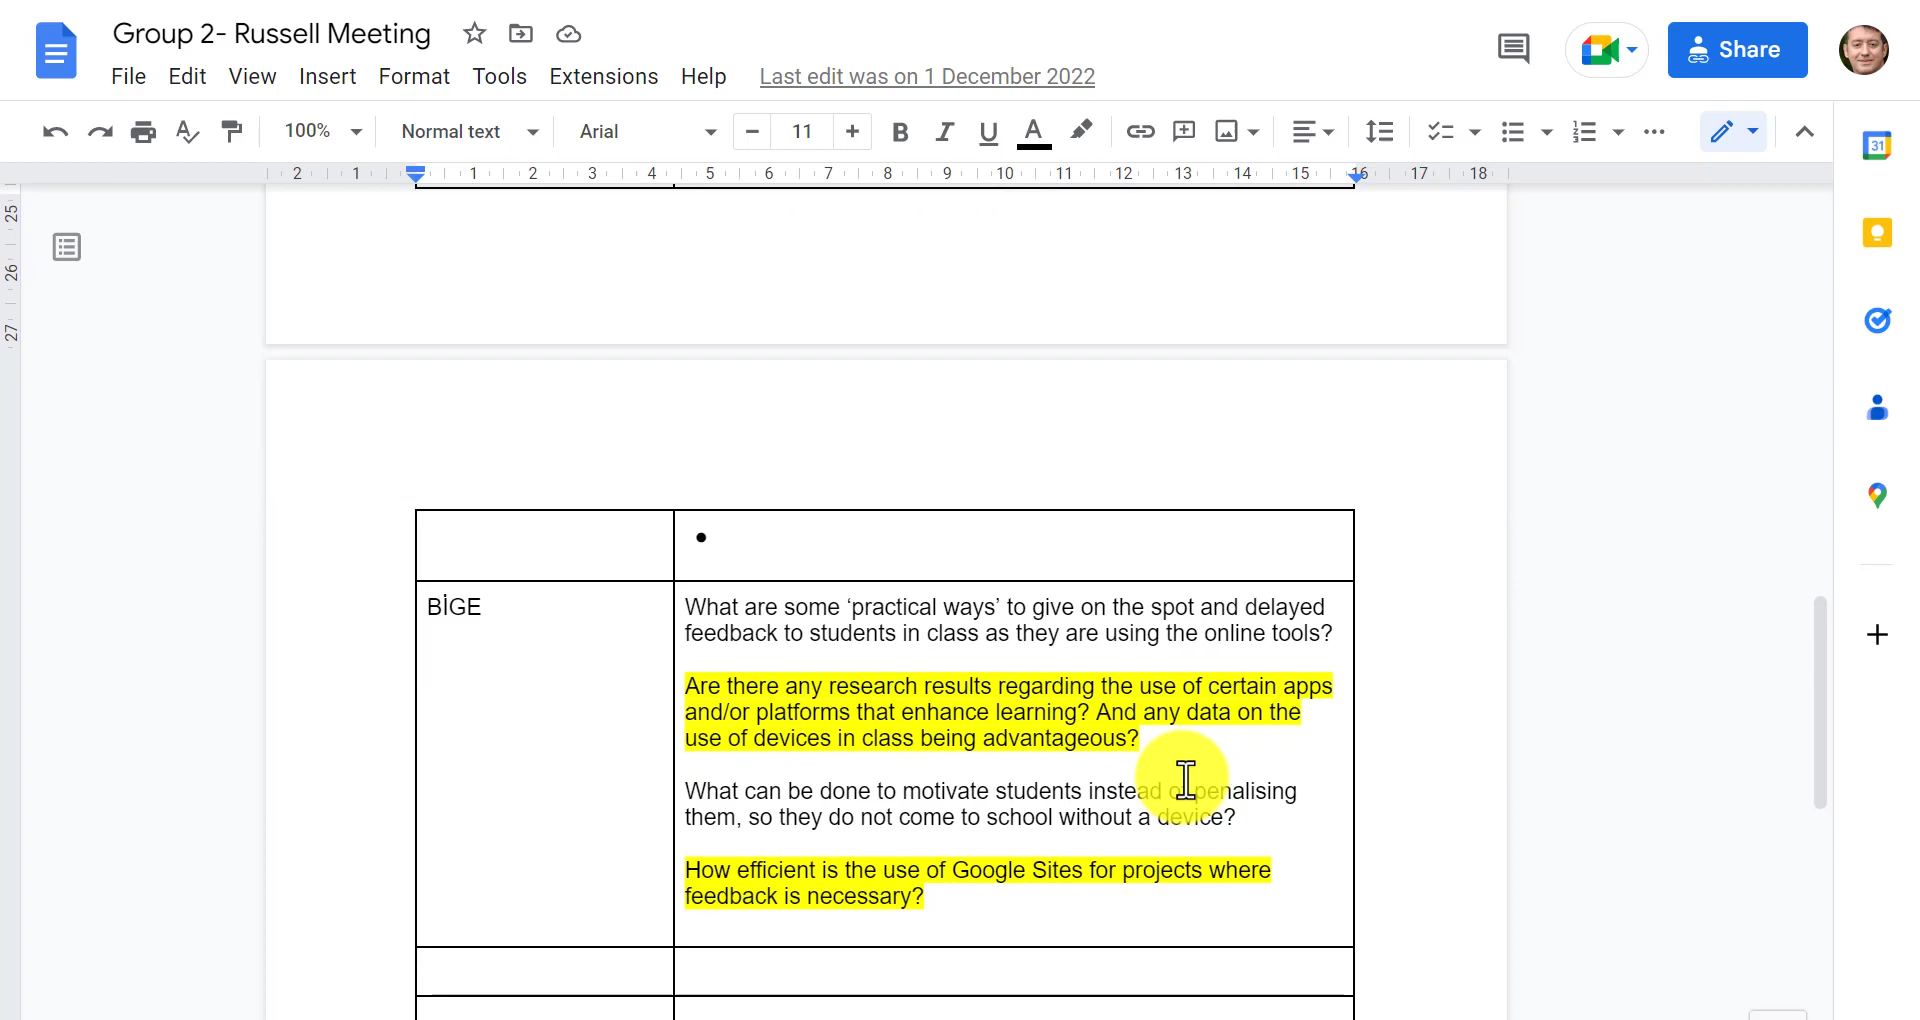 Group 2- Russell Meeting
File Edit View Insert Format Tools Extensions Help Last edit was on 1 December 2022
Share
100% Normal text Arial 11
2 1 1 2 3 4 5 6 7 8 9 10 11 12 13 14 15 16 17 18
31
25
26
27
BİGE
What are some ‘practical ways’ to give on the spot and delayed
feedback to students in class as they are using the online tools?
Are there any research results regarding the use of certain apps
and/or platforms that enhance learning? And any data on the
use of devices in class being advantageous?
What can be done to motivate students instead of penalising
them, so they do not come to school without a device?
How efficient is the use of Google Sites for projects where
feedback is necessary?